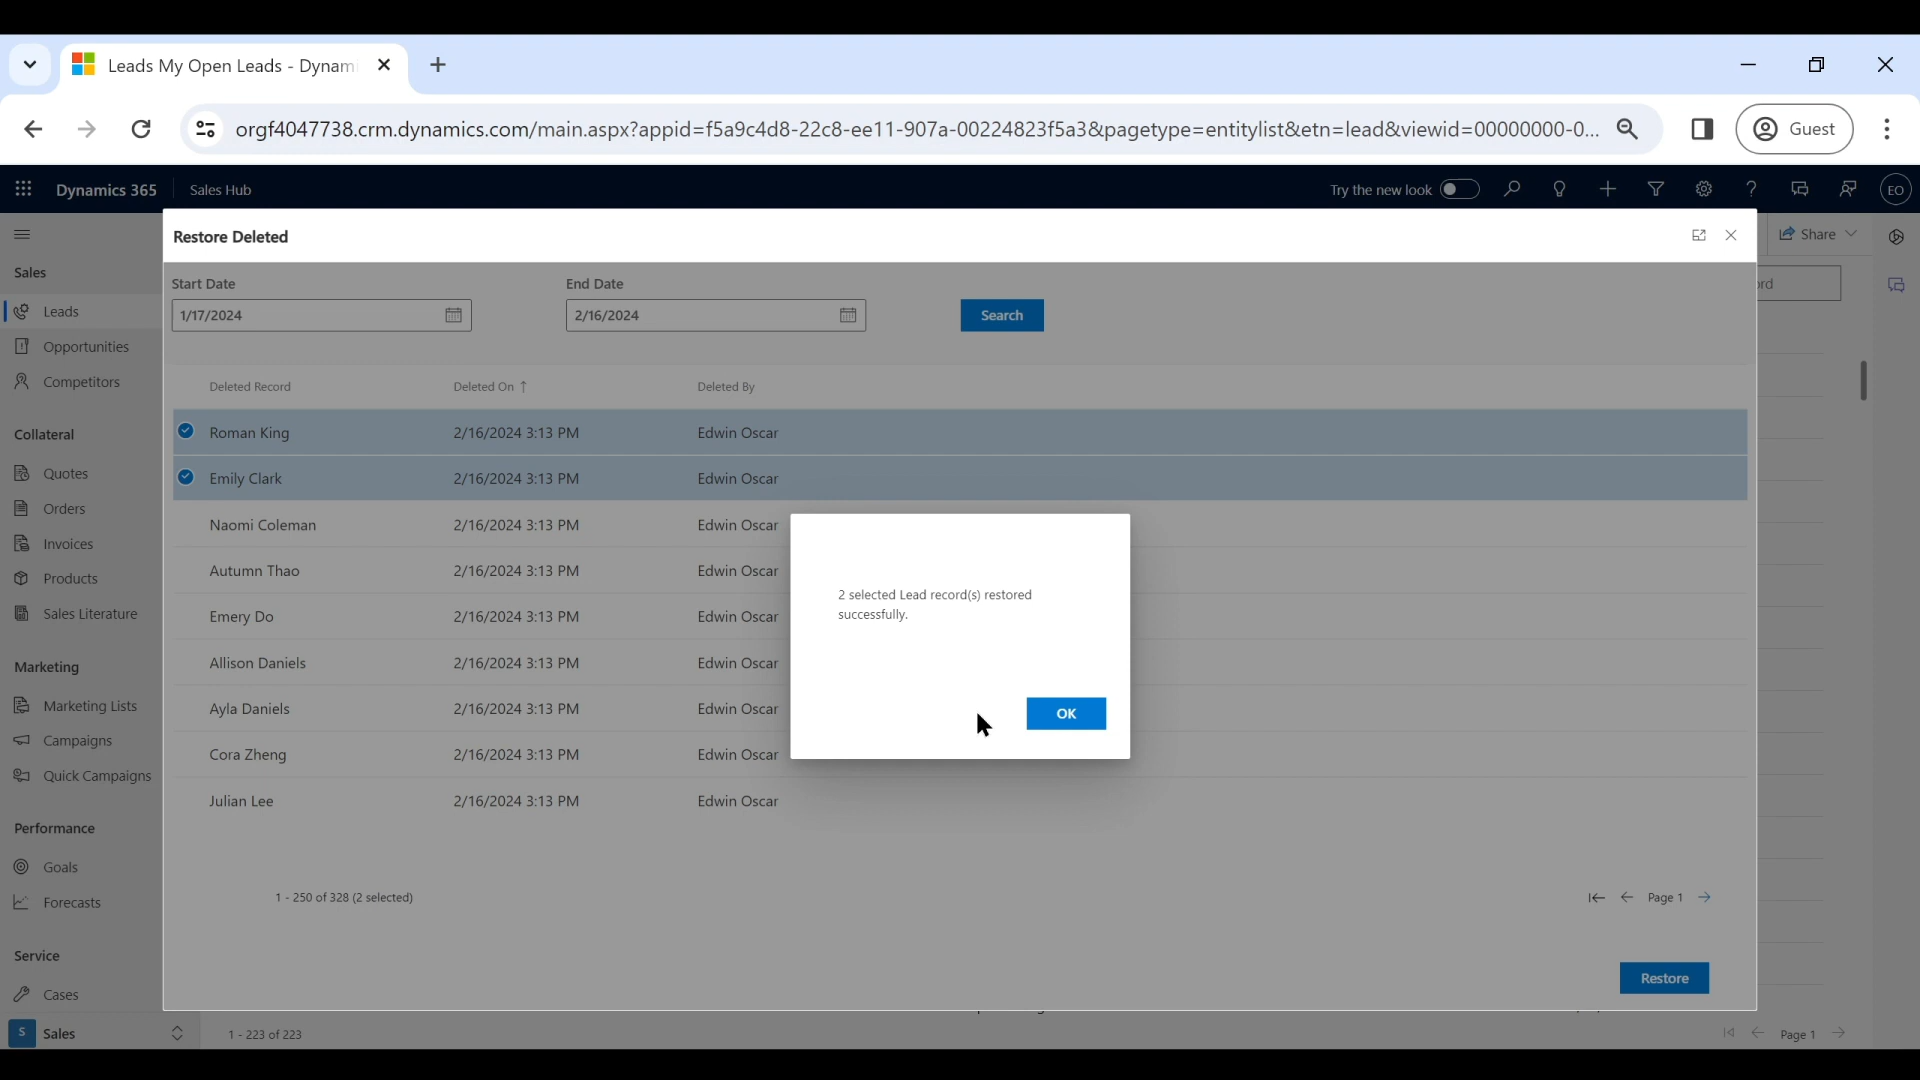 Leads My Open Leads - Dynam
orgf4047738.crm.dynamics.com/main.aspx?appid=f5a9c4d8-22c8-ee11-907a-00224823f5a3&pagetype=entitylist&etn=lead&viewid=00000000-0...
Guest
Dynamics 365
Sales Hub
Try the new look
EO
Restore Deleted
Share
Sales
Leads
Opportunities
Competitors
Collateral
Quotes
Orders
Invoices
Products
Sales Literature
Marketing
Marketing Lists
Campaigns
Quick Campaigns
Performance
Goals
Forecasts
Service
Cases
S Sales
Start Date
End Date
1/17/2024
2/16/2024
Search
Deleted Record Deleted On ↑ Deleted By
Roman King 2/16/2024 3:13 PM Edwin Oscar
Emily Clark 2/16/2024 3:13 PM Edwin Oscar
Naomi Coleman 2/16/2024 3:13 PM Edwin Oscar
Autumn Thao 2/16/2024 3:13 PM Edwin Oscar
Emery Do 2/16/2024 3:13 PM Edwin Oscar
Allison Daniels 2/16/2024 3:13 PM Edwin Oscar
Ayla Daniels 2/16/2024 3:13 PM Edwin Oscar
Cora Zheng 2/16/2024 3:13 PM Edwin Oscar
Julian Lee 2/16/2024 3:13 PM Edwin Oscar
2 selected Lead record(s) restored
successfully.
OK
1 - 250 of 328 (2 selected)
Page 1
Restore
1 - 223 of 223
Page 1